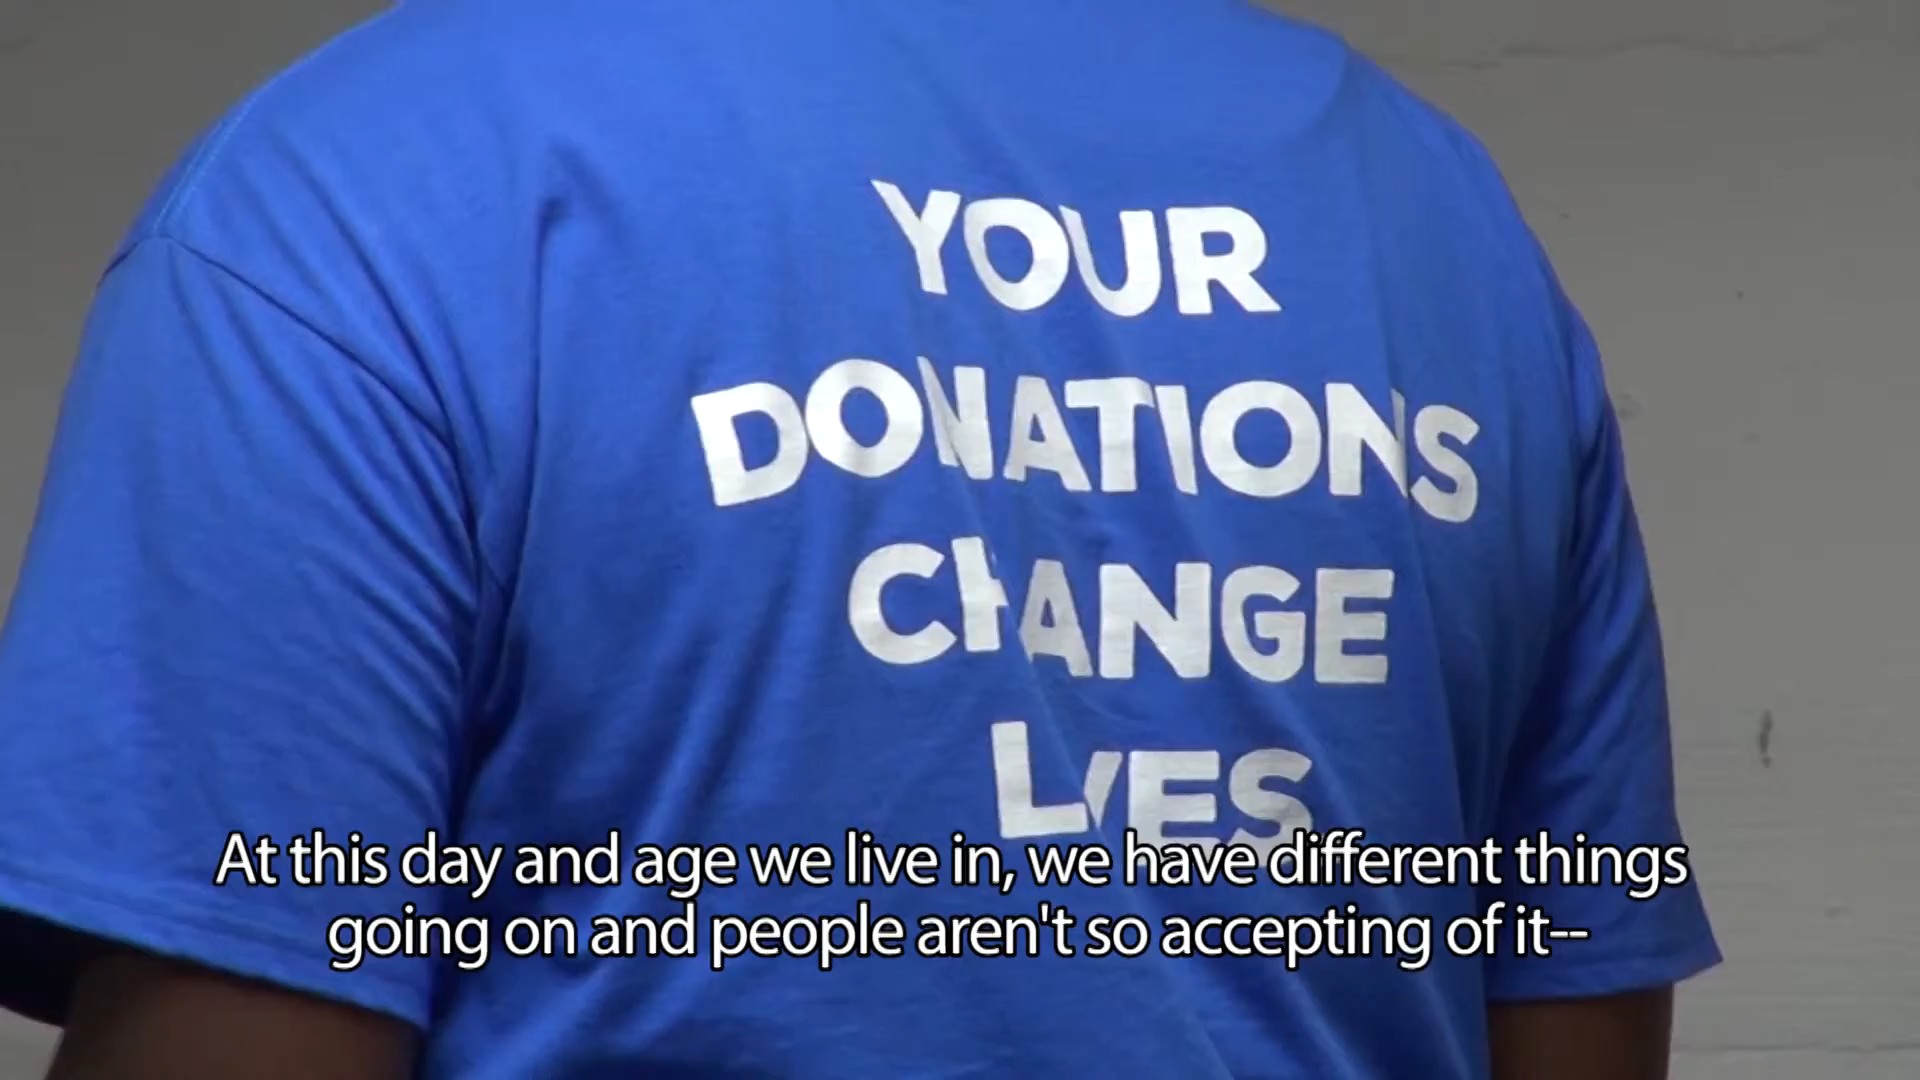 YOUR
DONATIONS
CHANGE
LIVES
At this day and age we live in, we have different things
going on and people aren't so accepting of it--